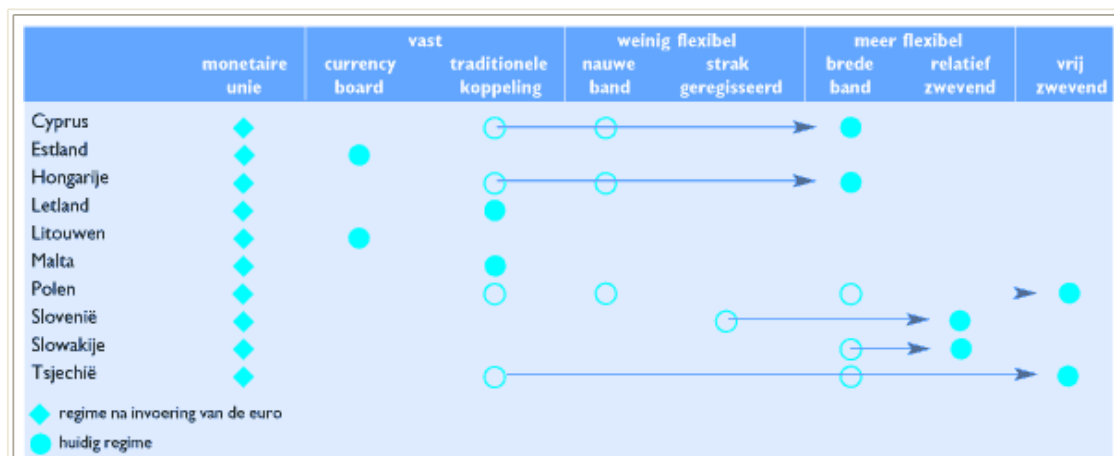 vast weinig flexibel meer flexibel
monetaire currency traditionele nauwe strak brede relatief vrij
unie board koppeling band geregisseerd band zwevend zwevend
Cyprus
Estland
Hongarije
Letland
Litouwen
Malta
Polen
Slovenië
Slowakije
Tsjechië
regime na invoering van de euro
huidig regime